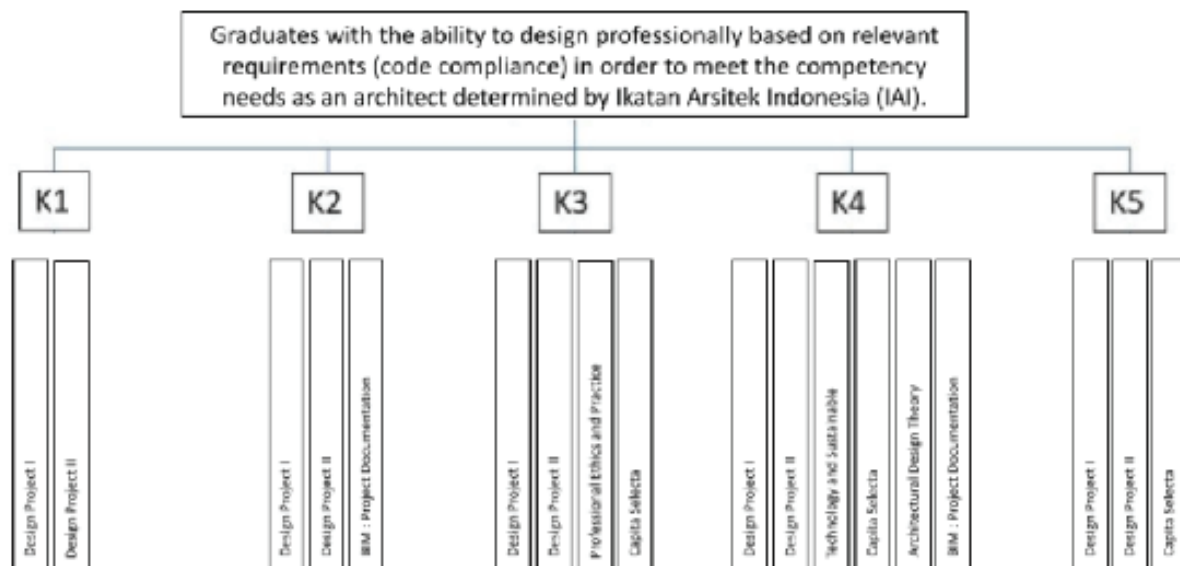 Graduates with the ability to design professionally based on relevant
requirements (code compliance) in order to meet the competency
needs as an architect determined by Ikatan Arsitek Indonesia (IAI).
K1
K2
K3
K4
K5
Design Project I
Design Project II
Design Project I
Design Project II
BIM : Project Documentation
Design Project I
Design Project II
Professional Ethics and Practice
Capita Selecta
Design Project I
Design Project II
Technology and Sustainable
Capita Selecta
Architectural Design Theory
BIM : Project Documentation
Design Project I
Design Project II
Capita Selecta